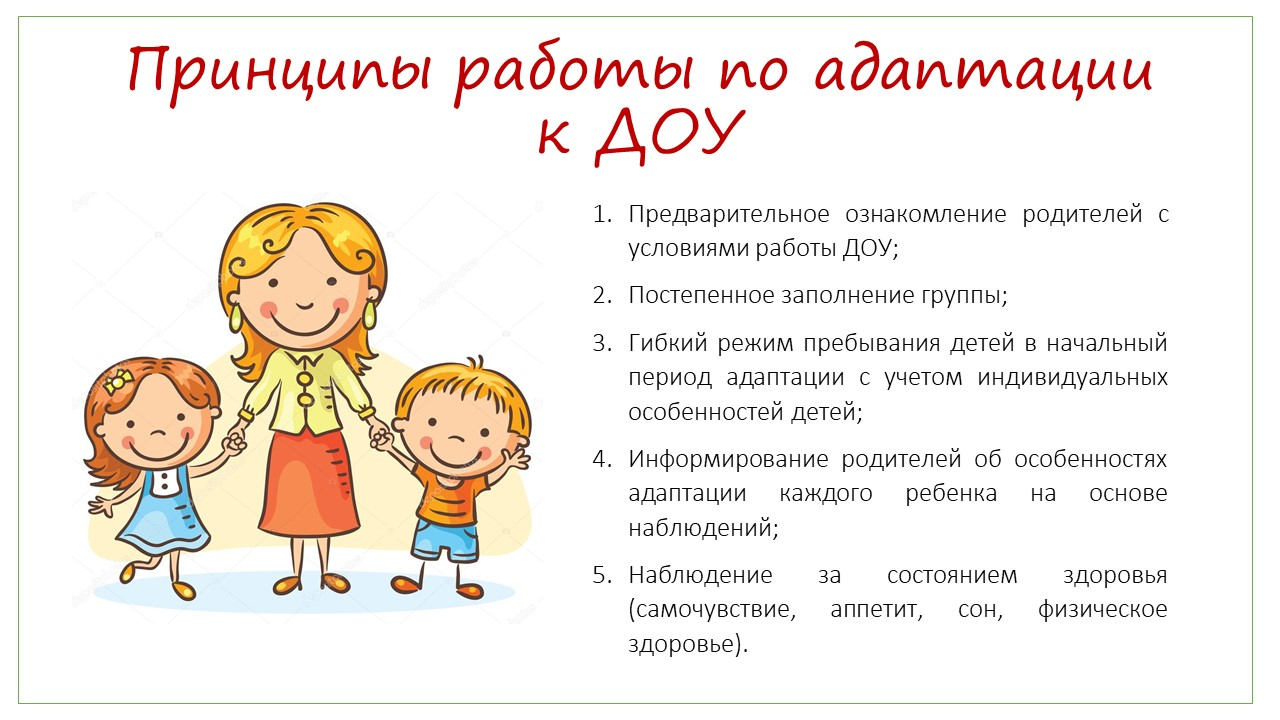 Принципы работы по адаптации
к ДОУ
1. Предварительное ознакомление родителей с
условиями работы ДОУ;
2. Постепенное заполнение группы;
3. Гибкий режим пребывания детей в начальный
период адаптации с учетом индивидуальных
особенностей детей;
4. Информирование родителей об особенностях
адаптации каждого ребенка на основе
наблюдений;
5. Наблюдение за состоянием здоровья
(самочувствие, аппетит, сон, физическое
здоровье).